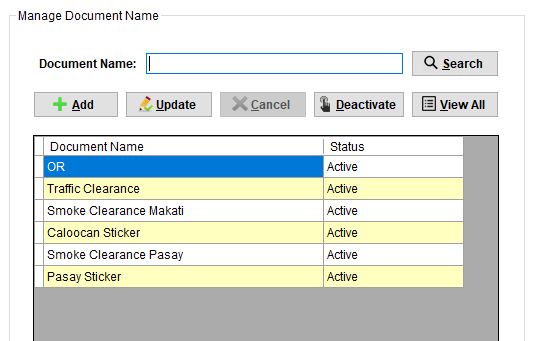 Manage Document Name
Document Name: Search
Add Update Cancel Deactivate View All
Document Name Status
OR Active
Traffic Clearance Active
Smoke Clearance Makati Active
Caloocan Sticker Active
Smoke Clearance Pasay Active
Pasay Sticker Active